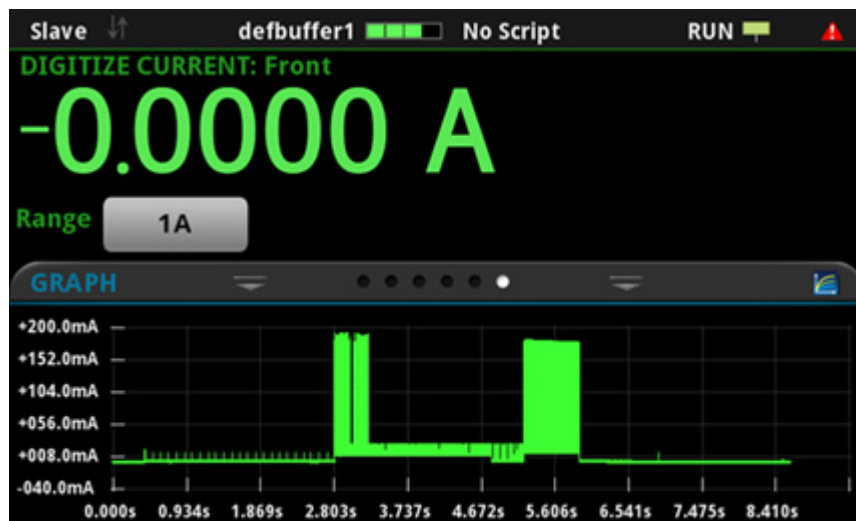 Slave defbuffer1 No Script RUN
DIGITIZE CURRENT: Front
-0.0000 A
Range 1A
GRAPH
+200.0mA
+152.0mA
+104.0mA
+056.0mA
+008.0mA
-040.0mA
0.000s 0.934s 1.869s 2.803s 3.737s 4.672s 5.606s 6.541s 7.475s 8.410s